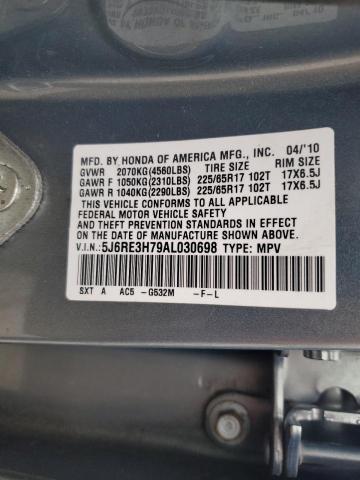 MFD. BY HONDA OF AMERICA MFG., INC. 04/'10
GVWR 2070KG(4560LBS) TIRE SIZE RIM SIZE
GAWR F 1050KG(2310LBS) 225/65R17 102T 17X6.5J
GAWR R 1040KG(2290LBS) 225/65R17 102T 17X6.5J
THIS VEHICLE CONFORMS TO ALL APPLICABLE
FEDERAL MOTOR VEHICLE SAFETY AND
THEFT PREVENTION STANDARDS IN EFFECT
ON THE DATE OF MANUFACTURE SHOWN ABOVE.
V.I.N.: 5J6RE3H79AL030698 TYPE: MPV
SXT A AC5 -G532M -F-L